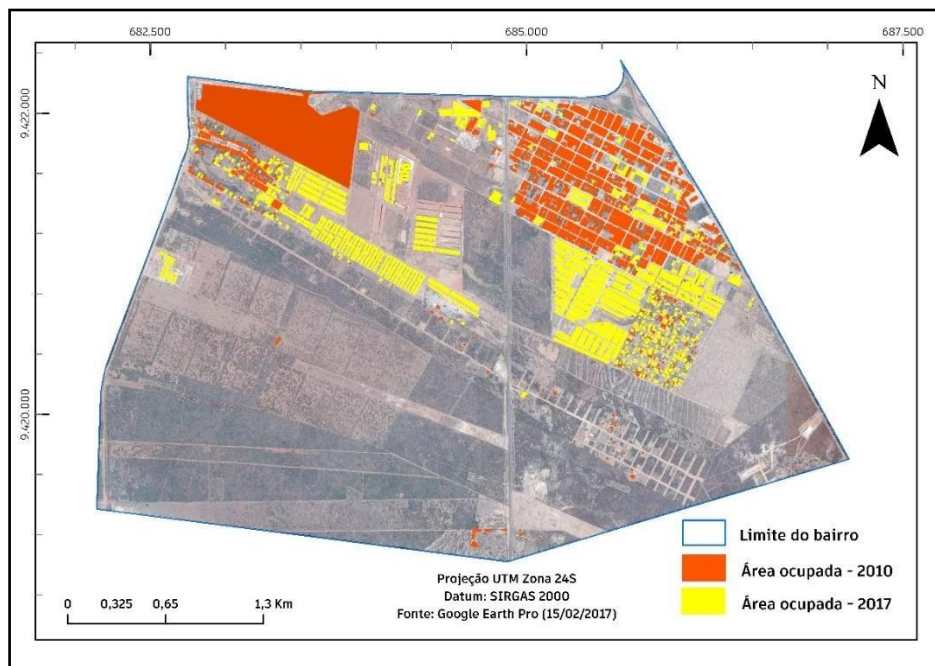 682.500
685.000
687.500
9.422.000
9.420.000
N
Limite do bairro
Área ocupada - 2010
Área ocupada - 2017
Projeção UTM Zona 24S
Datum: SIRGAS 2000
Fonte: Google Earth Pro (15/02/2017)
0 0,325 0,65 1,3 Km